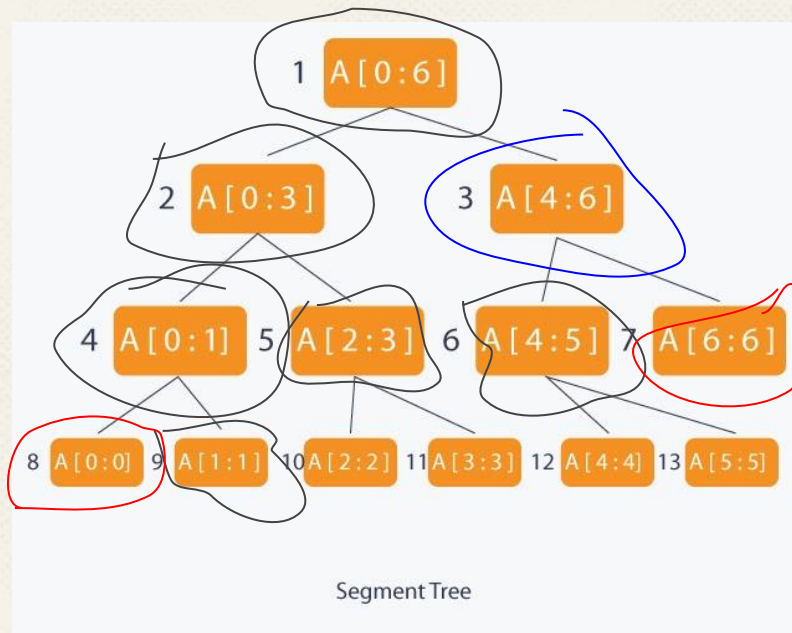 1 A[0:6]
2 A[0:3] 3 A[4:6]
4 A[0:1] 5 A[2:3] 6 A[4:5] 7 A[6:6]
8 A[0:0] 9 A[1:1] 10 A[2:2] 11 A[3:3] 12 A[4:4] 13 A[5:5]
Segment Tree